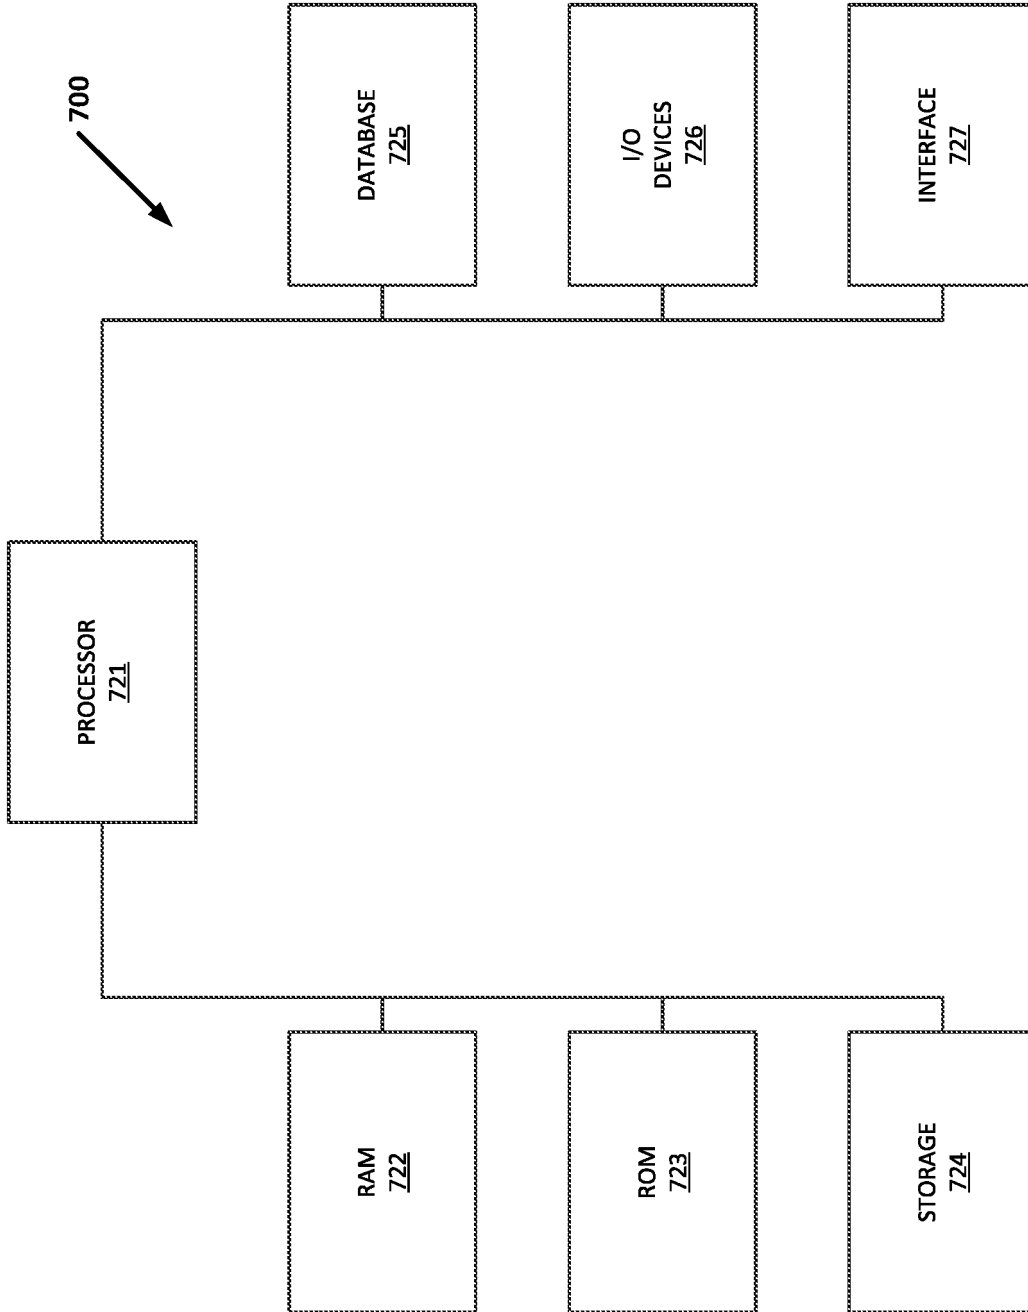 700
PROCESSOR
721
RAM
722
DATABASE
725
ROM
723
I/O
DEVICES
726
STORAGE
724
INTERFACE
727